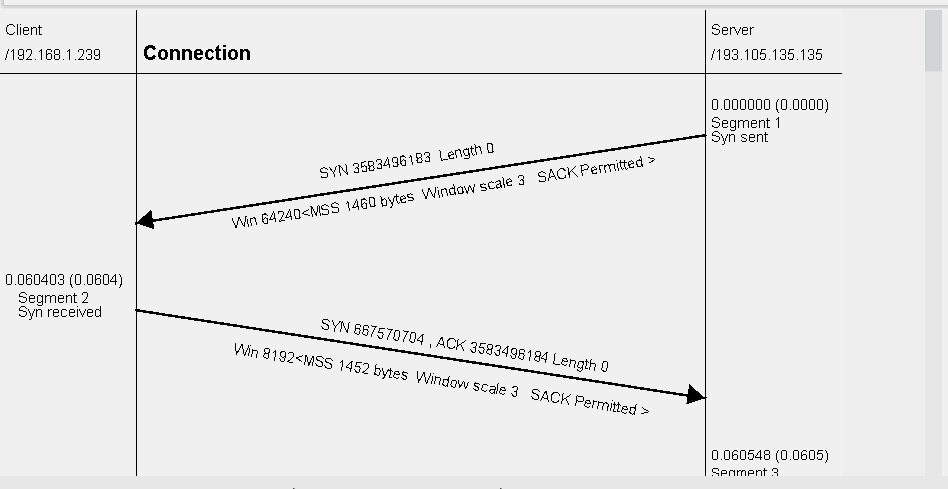 Client
/192.168.1.239
Connection
Server
/193.105.135.135
0.000000 (0.0000)
Segment 1
Syn sent
SYN 3583496183 Length 0
Win 64240<MSS 1460 bytes Window scale 3 SACK Permitted >
0.060403 (0.0604)
Segment 2
Syn received
SYN 867570704 , ACK 3583496184 Length 0
Win 8192<MSS 1452 bytes Window scale 3 SACK Permitted >
0.060548 (0.0605)
Segment 3